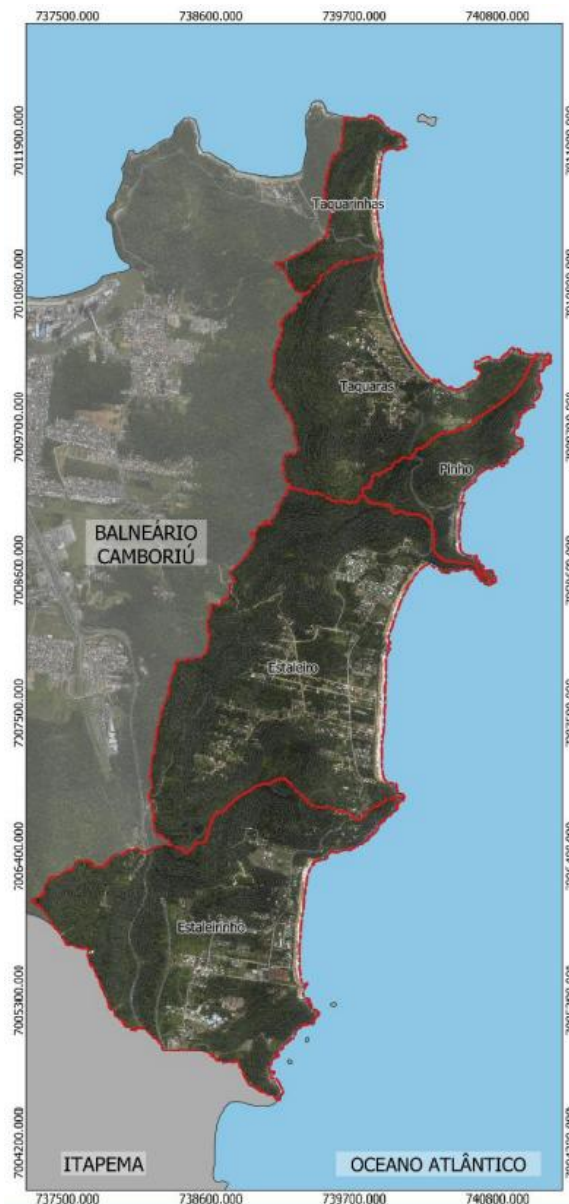 737500.000 738600.000 739700.000 740800.000
7011900.000
Taquarinhas
7010800.000
Taquaras
7009700.000
Pinho
BALNEÁRIO
CAMBORIÚ
7008600.000
Estaleiro
7007500.000
7006400.000
Estaleirinho
7005300.000
7004200.000
ITAPEMA
OCEANO ATLÂNTICO
737500.000 738600.000 739700.000 740800.000